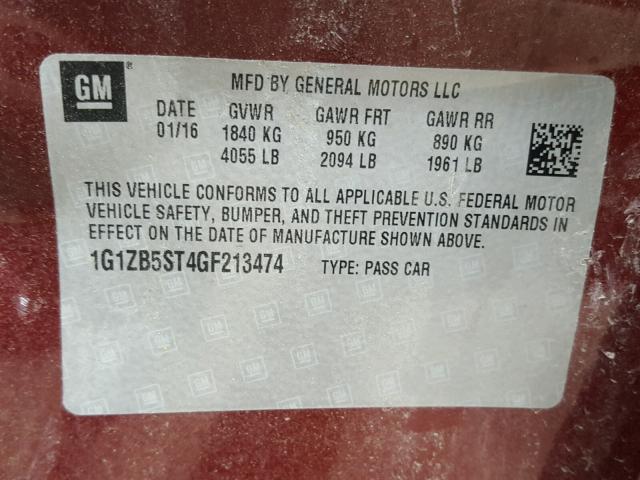 GM ®
MFD BY GENERAL MOTORS LLC
DATE GVWR GAWR FRT GAWR RR
01/16 1840 KG 950 KG 890 KG
4055 LB 2094 LB 1961 LB
THIS VEHICLE CONFORMS TO ALL APPLICABLE U.S. FEDERAL MOTOR
VEHICLE SAFETY, BUMPER, AND THEFT PREVENTION STANDARDS IN
EFFECT ON THE DATE OF MANUFACTURE SHOWN ABOVE.
1G1ZB5ST4GF213474 TYPE: PASS CAR